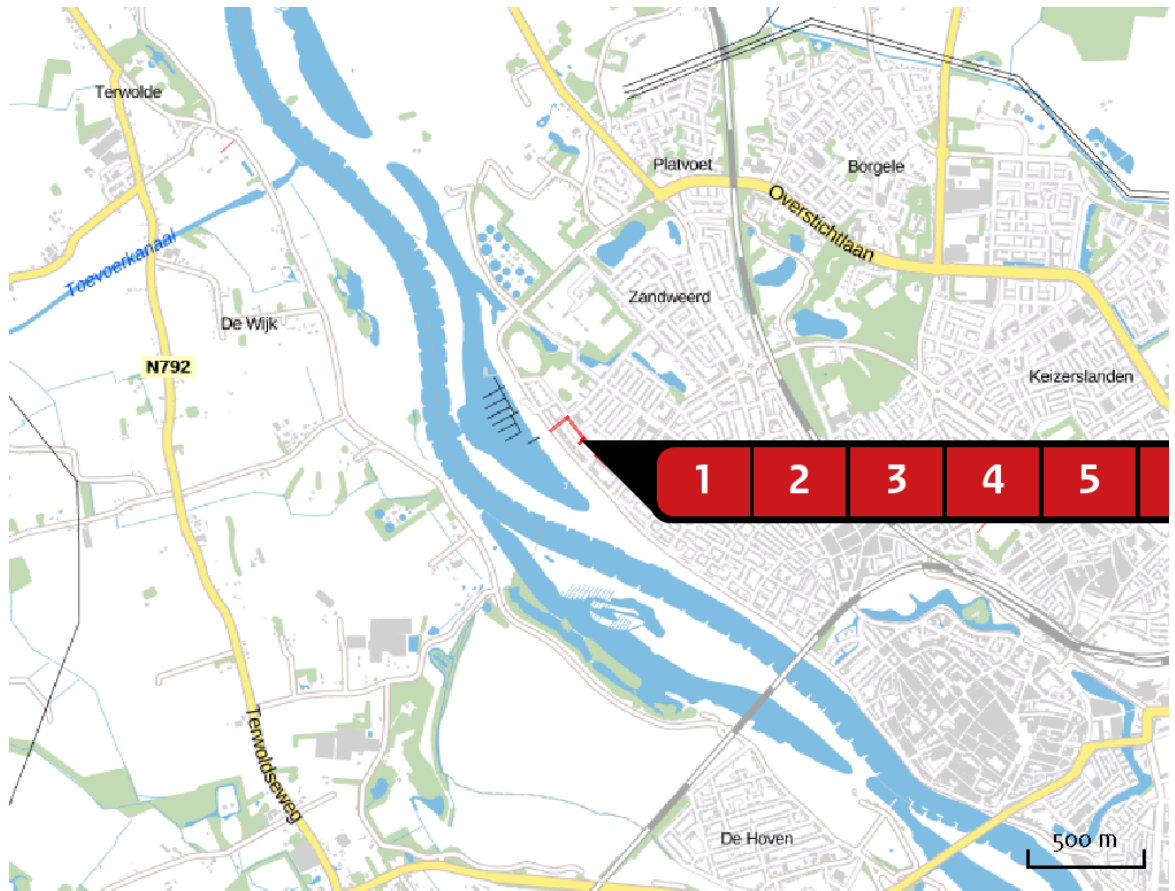 Terwolde
Platvoet
Borgele
Overstichtlaan
Toevoerkanaal
Zandweerd
De Wijk
N792
Keizerslanden
1 2 3 4 5
Terwoldseweg
De Hoven
500 m